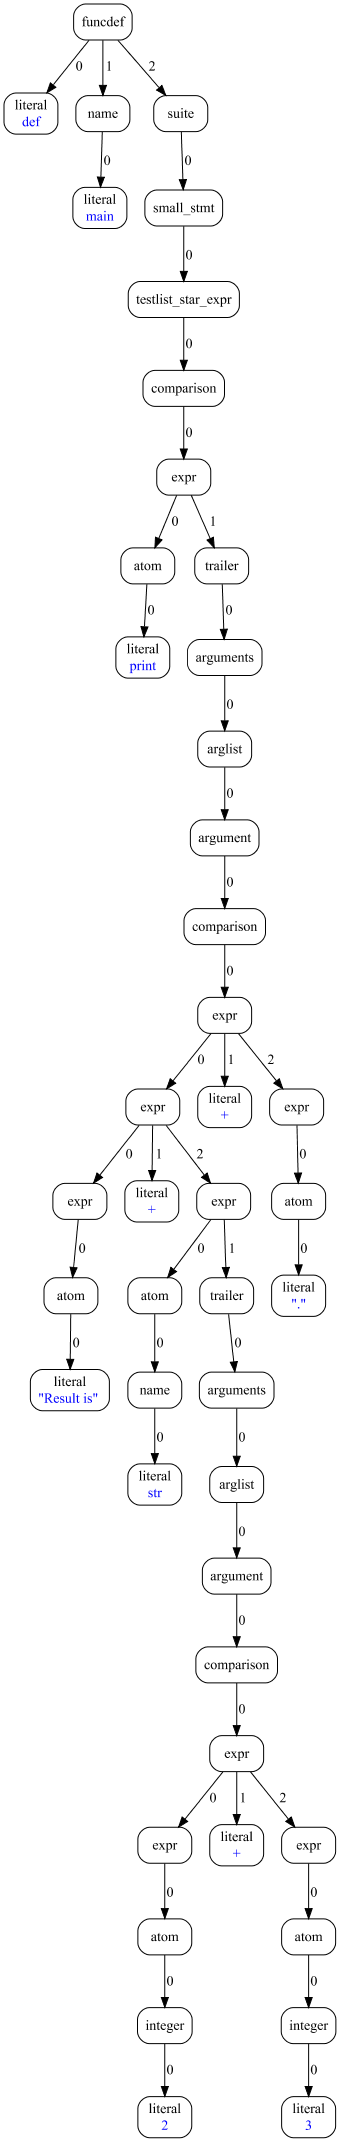 funcdef
0 1 2
literal
def
name
suite
0 0
literal
main
small_stmt
0
testlist_star_expr
0
comparison
0
expr
0 1
atom trailer
0 0
literal
print
arguments
0
arglist
0
argument
0
comparison
0
expr
0 1 2
expr
literal
+
expr
0 1 2 0
expr
literal
+
expr
atom
0 0 1 0
atom atom trailer
literal
"."
0 0 0
literal
"Result is"
name arguments
0 0
literal
str
arglist
0
argument
0
comparison
0
expr
0 1 2
expr
literal
+
expr
0 0
atom atom
0 0
integer integer
0 0
literal
2
literal
3